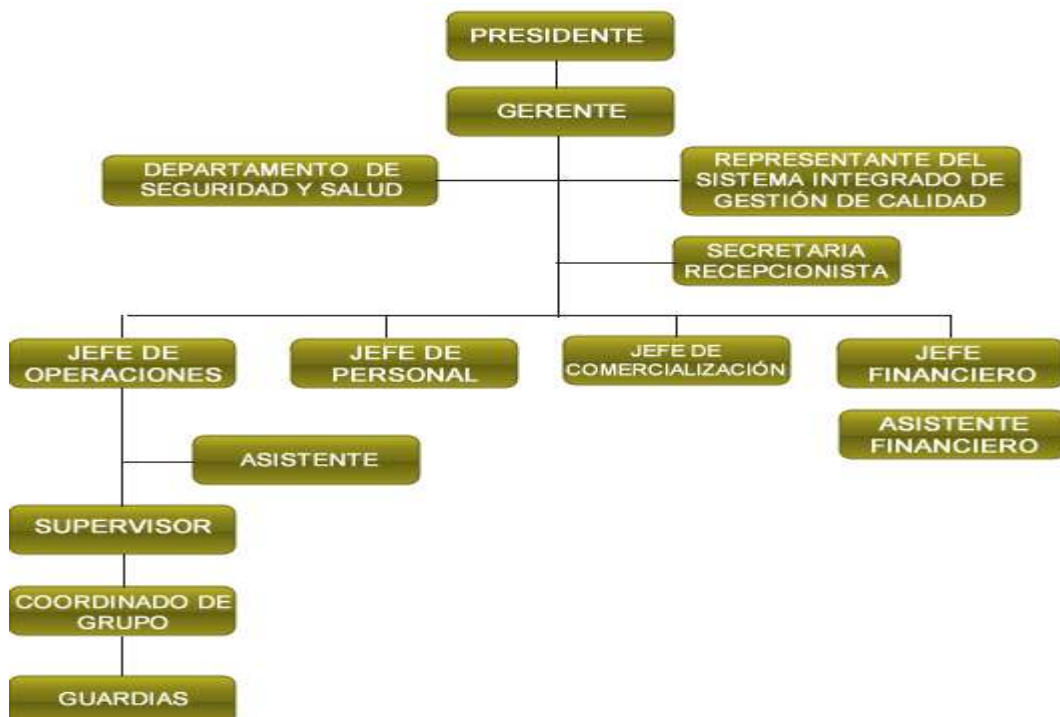 PRESIDENTE
GERENTE
DEPARTAMENTO DE
SEGURIDAD Y SALUD
REPRESENTANTE DEL
SISTEMA INTEGRADO DE
GESTIÓN DE CALIDAD
SECRETARIA
RECEPCIONISTA
JEFE DE
OPERACIONES
JEFE DE
PERSONAL
JEFE DE
COMERCIALIZACIÓN
JEFE
FINANCIERO
ASISTENTE
FINANCIERO
ASISTENTE
SUPERVISOR
COORDINADO DE
GRUPO
GUARDIAS